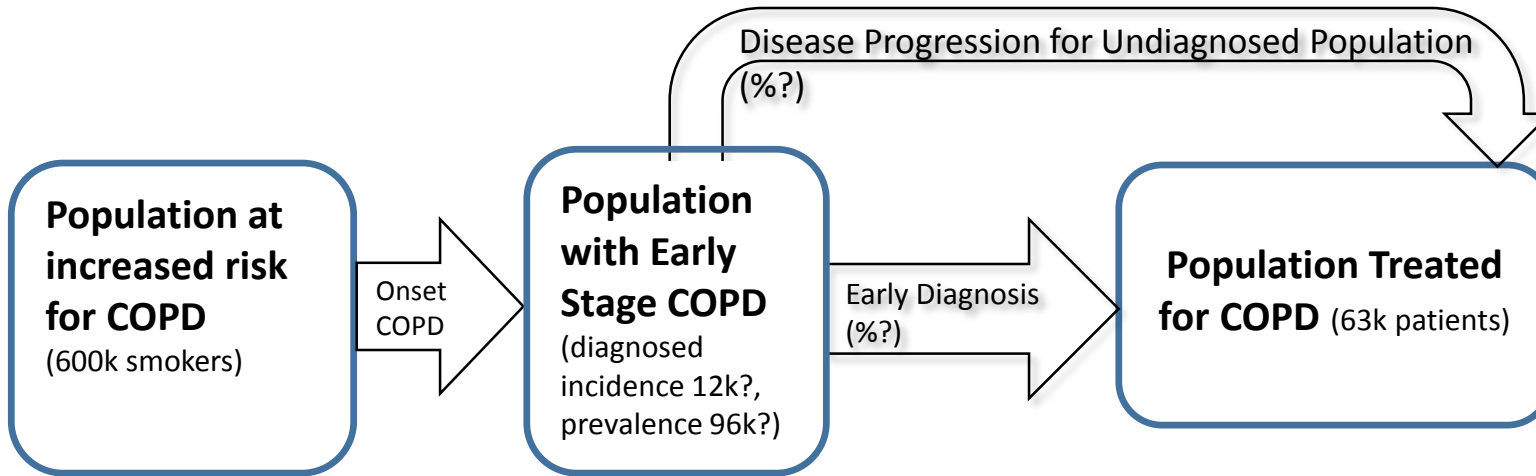 Disease Progression for Undiagnosed Population
(%?)
Population at
increased risk
for COPD
(600k smokers)
Onset
COPD
Population
with Early
Stage COPD
(diagnosed
incidence 12k?,
prevalence 96k?)
Early Diagnosis
(%?)
Population Treated
for COPD (63k patients)